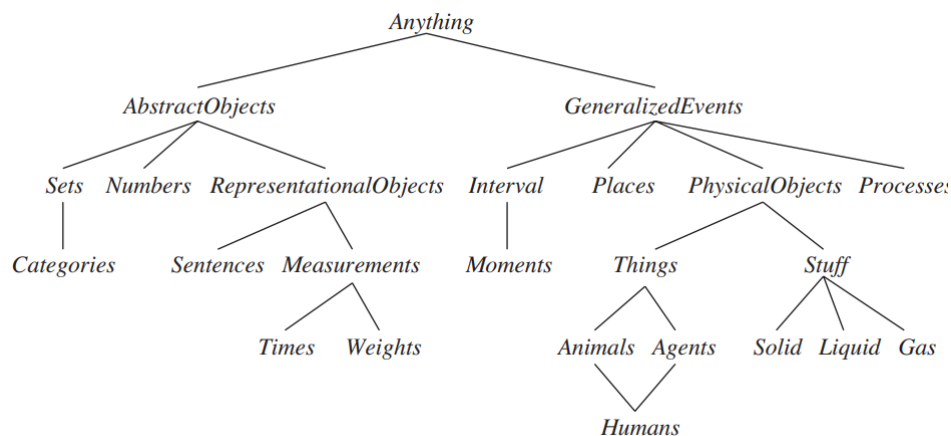 Anything
AbstractObjects GeneralizedEvents
Sets Numbers RepresentationalObjects Interval Places PhysicalObjects Processes
Categories Sentences Measurements Moments Things Stuff
Times Weights Animals Agents Solid Liquid Gas
Humans